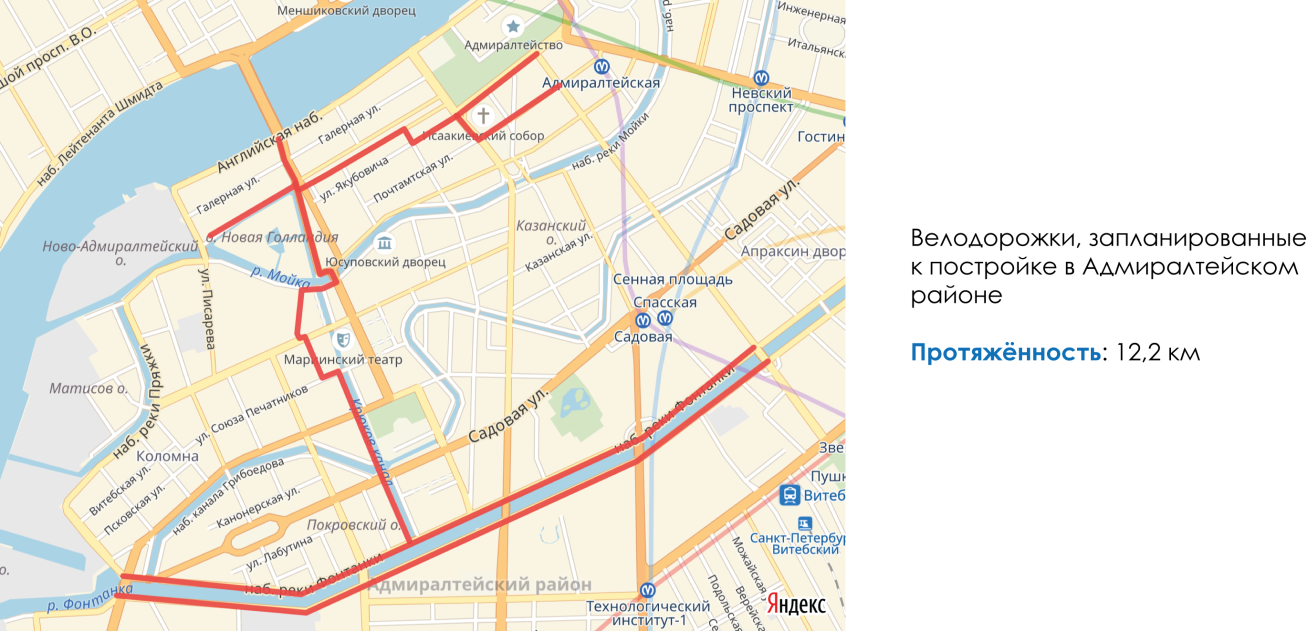 Меншиковский дворец
Инженерная
Итальянск
шой просп. В.О.
Адмиралтейство
Адмиралтейская
Невский
проспект
наб. Лейтенанта Шмидта
Английская наб.
Галерная ул.
Исаакиевский собор
Гостин
наб. реки Мойки
ул. Якубовича
Почтамтская ул.
Галерная ул.
Садовая ул.
Казанский
о.
Казанская ул.
Апраксин двор
Ново-Адмиралтейский
о.
о. Новая Голландия
Юсуповский дворец
р. Мойка
ул. Писарева
Сенная площадь
Спасская
Садовая
Мариинский театр
Матисов о.
наб. реки Пряжки
ул. Союза Печатников
Крюков канал
Садовая ул.
наб. реки Фонтанки
Коломна
Витебская ул.
Псковская ул.
наб. канала Грибоедова
Канонерская ул.
Покровский о.
ул. Лабутина
наб. реки Фонтанки
р. Фонтанка
Адмиралтейский район
Зве
Пушк
Витеб
Санкт-Петербур
Витебский
Можайская
Верейска
Подольска
Технологический
институт-1
Яндекс
Велодорожки, запланированные
к постройке в Адмиралтейском
районе
Протяжённость: 12,2 км